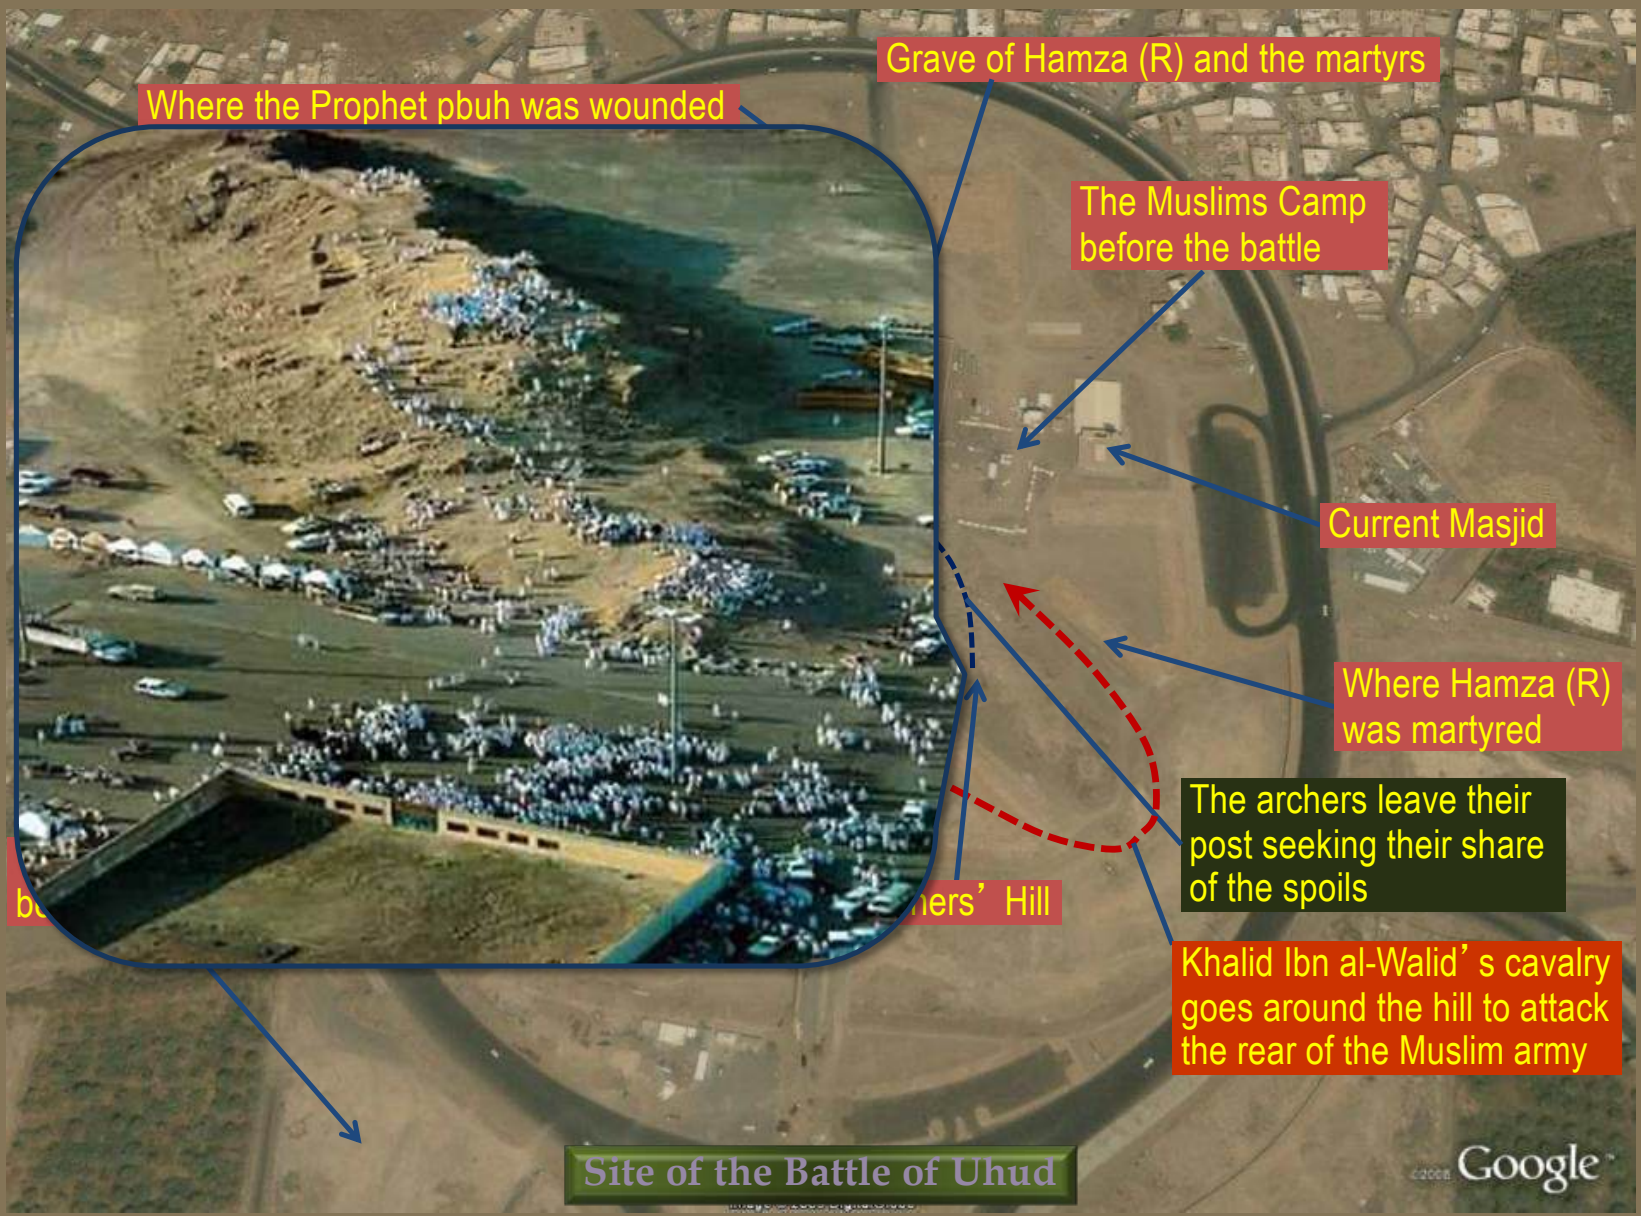 Grave of Hamza (R) and the martyrs
Where the Prophet pbuh was wounded
The Muslims Camp
before the battle
Current Masjid
Where Hamza (R)
was martyred
The archers leave their
post seeking their share
of the spoils
Hill
Khalid Ibn al-Walid’ s cavalry
goes around the hill to attack
the rear of the Muslim army
Site of the Battle of Uhud
©2008 Google